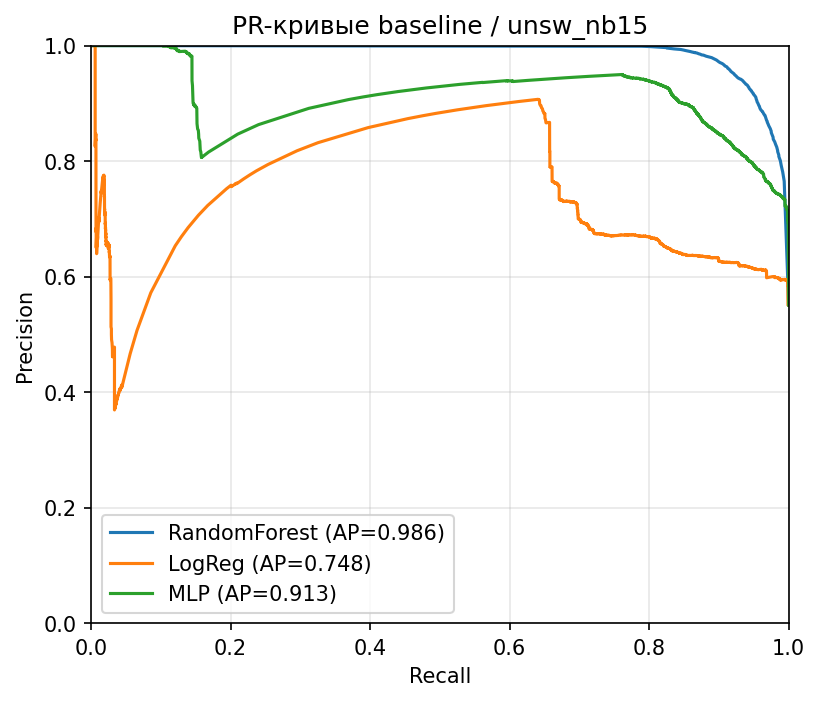 PR-кривые baseline / unsw_nb15
1.0
0.8
0.6
0.4
0.2
0.0
Precision
RandomForest (AP=0.986)
LogReg (AP=0.748)
MLP (AP=0.913)
0.0 0.2 0.4 0.6 0.8 1.0
Recall